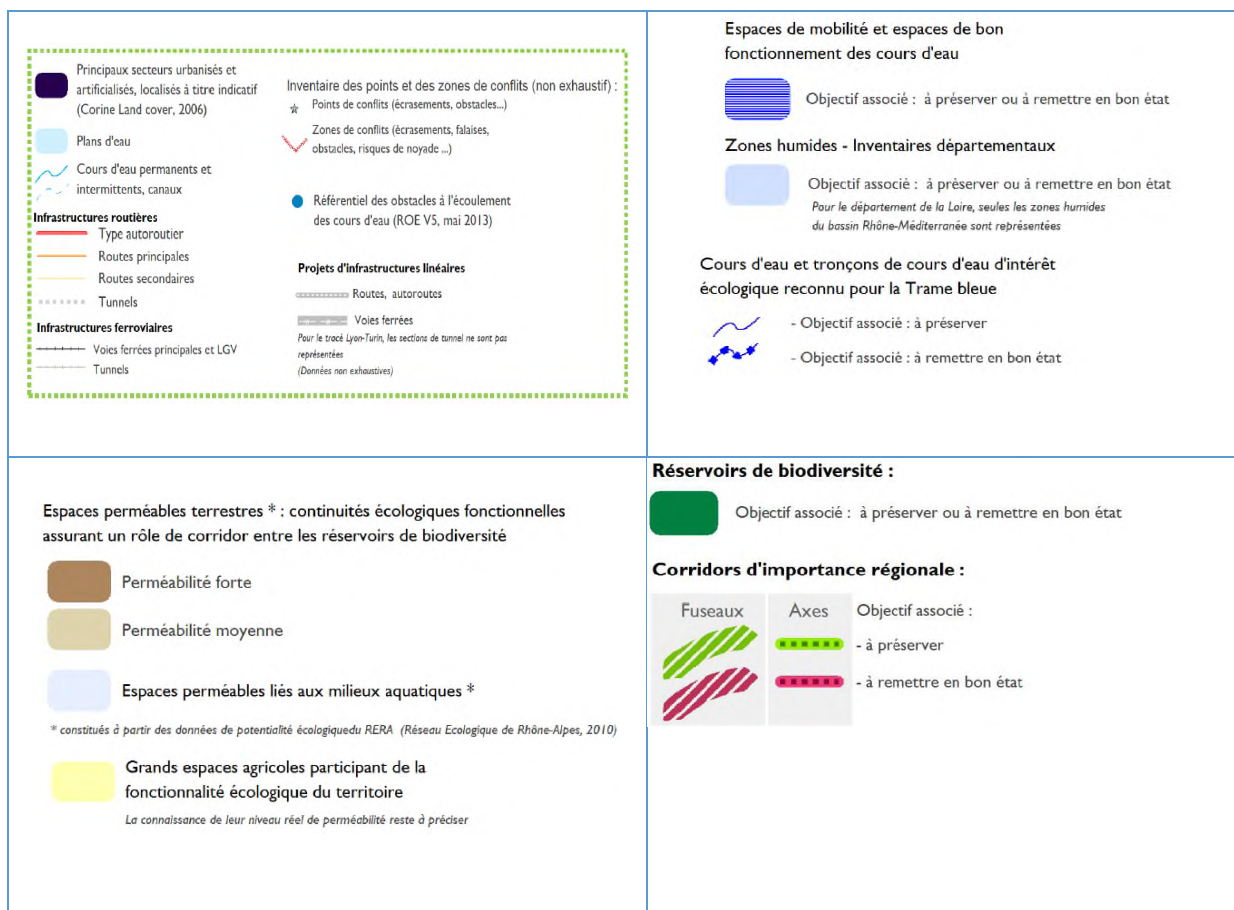 Principaux secteurs urbanisés et
artificialisés, localisés à titre indicatif
(Corine Land cover, 2006)
Plans d'eau
Cours d'eau permanents et
intermittents, canaux
Infrastructures routières
Type autoroutier
Routes principales
Routes secondaires
Tunnels
Infrastructures ferroviaires
Voies ferrées principales et LGV
Tunnels
Inventaire des points et des zones de conflits (non exhaustif) :
Points de conflits (écrasements, obstacles...)
Zones de conflits (écrasements, falaises,
obstacles, risques de noyade ...)
Référentiel des obstacles à l'écoulement
des cours d'eau (ROE V5, mai 2013)
Projets d'infrastructures linéaires
Routes, autoroutes
Voies ferrées
Pour le tracé Lyon-Turin, les sections de tunnel ne sont pas
représentées
(Données non exhaustives)
Espaces de mobilité et espaces de bon
fonctionnement des cours d'eau
Objectif associé : à préserver ou à remettre en bon état
Zones humides - Inventaires départementaux
Objectif associé : à préserver ou à remettre en bon état
Pour le département de la Loire, seules les zones humides
du bassin Rhône-Méditerranée sont représentées
Cours d'eau et tronçons de cours d'eau d'intérêt
écologique reconnu pour la Trame bleue
- Objectif associé : à préserver
- Objectif associé : à remettre en bon état
Espaces perméables terrestres * : continuités écologiques fonctionnelles
assurant un rôle de corridor entre les réservoirs de biodiversité
Perméabilité forte
Perméabilité moyenne
Espaces perméables liés aux milieux aquatiques *
* constitués à partir des données de potentialité écologiquedu RERA (Réseau Ecologique de Rhône-Alpes, 2010)
Grands espaces agricoles participant de la
fonctionnalité écologique du territoire
La connaissance de leur niveau réel de perméabilité reste à préciser
Réservoirs de biodiversité :
Objectif associé : à préserver ou à remettre en bon état
Corridors d'importance régionale :
Fuseaux Axes Objectif associé :
- à préserver
- à remettre en bon état